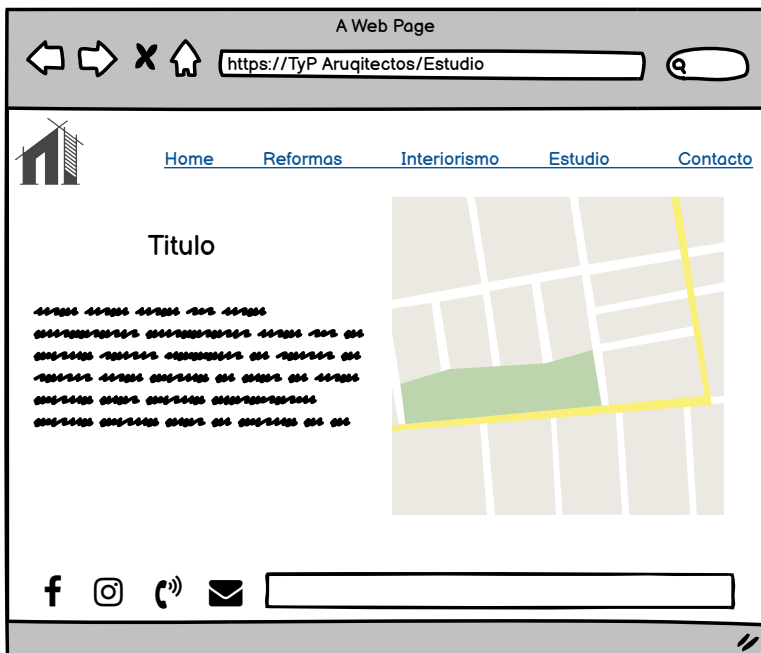 A Web Page
https://TyP Aruqitectos/Estudio
Home Reformas Interiorismo Estudio Contacto
Titulo